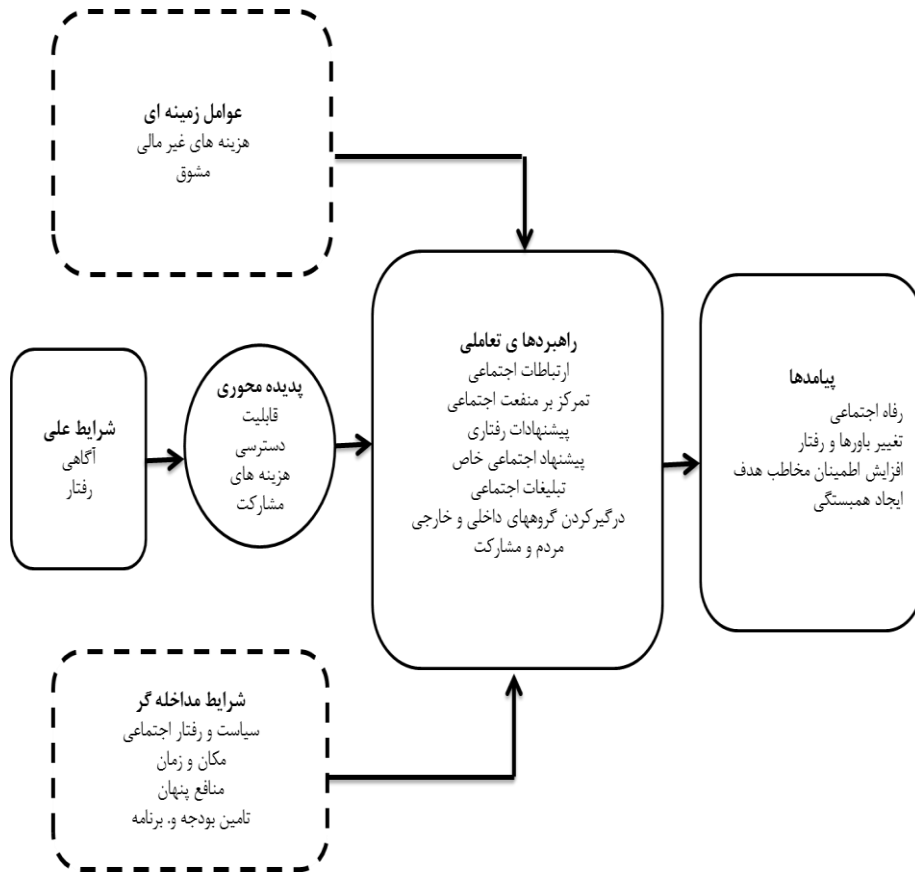 عوامل زمینه ای
هزینه های غیر مالی
مشوق
شرایط علی
آگاهی
رفتار
پدیده محوری
قابلیت
دسترسی
هزینه های
مشارکت
راهبردها ی تعاملی
ارتباطات اجتماعی
تمرکز بر منفعت اجتماعی
پیشنهادات رفتاری
پیشنهاد اجتماعی خاص
تبلیغات اجتماعی
درگیرکردن گروههای داخلی و خارجی
مردم و مشارکت
پیامدها
رفاه اجتماعی
تغییر باورها و رفتار
افزایش اطمینان مخاطب هدف
ایجاد همبستگی
شرایط مداخله گر
سیاست و رفتار اجتماعی
مکان و زمان
منافع پنهان
تامین بودجه و. برنامه